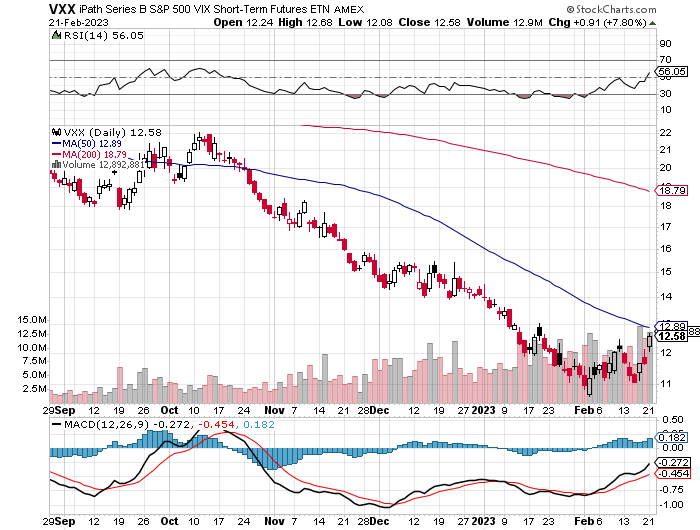 VXX iPath Series B S&P 500 VIX Short-Term Futures ETN AMEX © StockCharts.com
21-Feb-2023 Open 12.24 High 12.68 Low 12.08 Close 12.58 Volume 12.9M Chg +0.91 (+7.80%)
RSI(14) 56.05
90
70
56.05
50
30
10
VXX (Daily) 12.58
MA(50) 12.89
MA(200) 18.79
Volume 12,892,881
22
21
20
19
18.79
18
17
16
15
14
13
12.89
12.58
12
11
15.0M
12.5M
10.0M
7.5M
5.0M
2.5M
29 Sep 12 19 26 Oct 10 17 24 Nov 7 14 21 28 Dec 12 19 27 2023 9 17 23 Feb 6 13 21
MACD(12,26,9) -0.272, -0.454, 0.182
0.50
0.182
0.00
-0.272
-0.454
-0.75
-1.00
29 Sep 12 19 26 Oct 10 17 24 Nov 7 14 21 28 Dec 12 19 27 2023 9 17 23 Feb 6 13 21